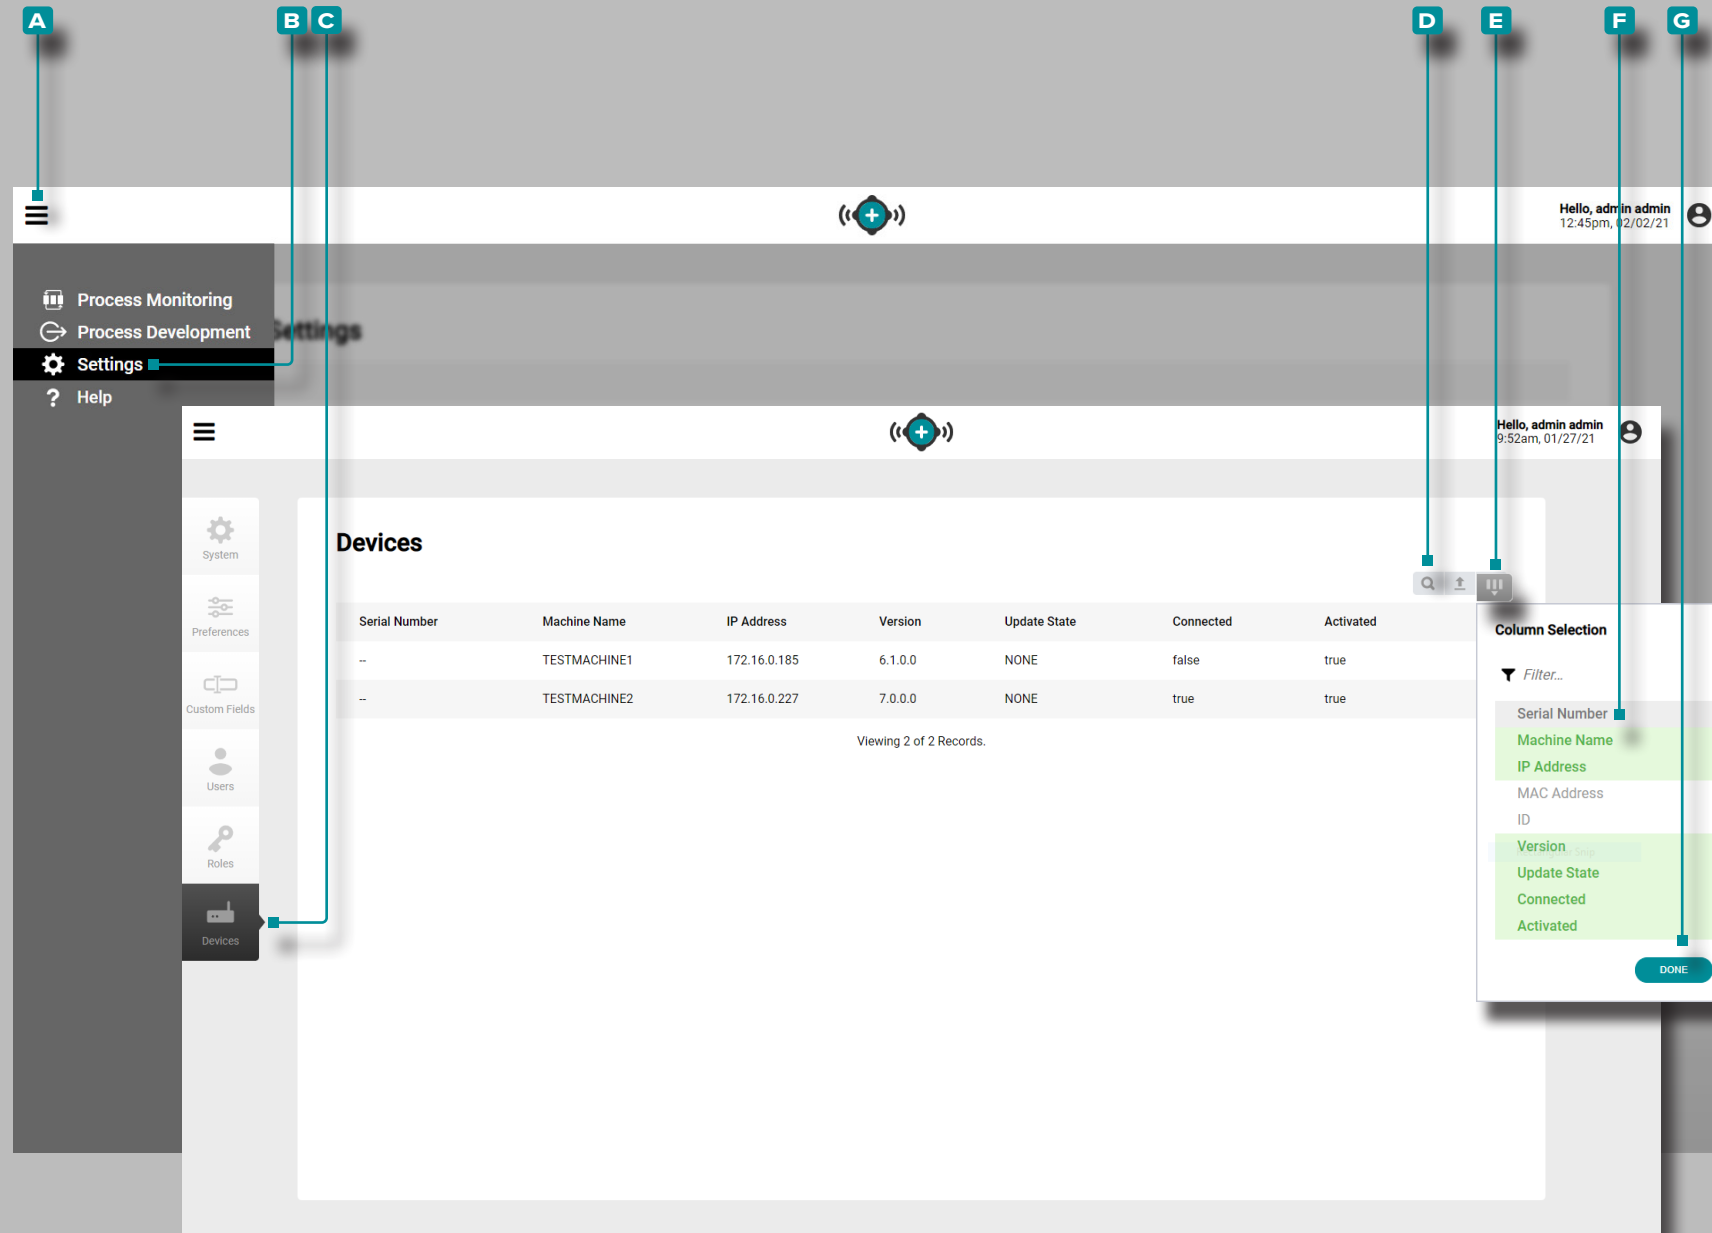 A B C D E F G
Hello, admin admin
12:45pm, 02/02/21
Process Monitoring
Process Development
Settings
Settings
? Help
Hello, admin admin
9:52am, 01/27/21
System
Preferences
Custom Fields
Users
Roles
Devices
Devices
Serial Number Machine Name IP Address Version Update State Connected Activated
-- TESTMACHINE1 172.16.0.185 6.1.0.0 NONE false true
-- TESTMACHINE2 172.16.0.227 7.0.0.0 NONE true true
Viewing 2 of 2 Records.
Column Selection
Filter...
Serial Number
Machine Name
IP Address
MAC Address
ID
Version
Update State
Connected
Activated
DONE